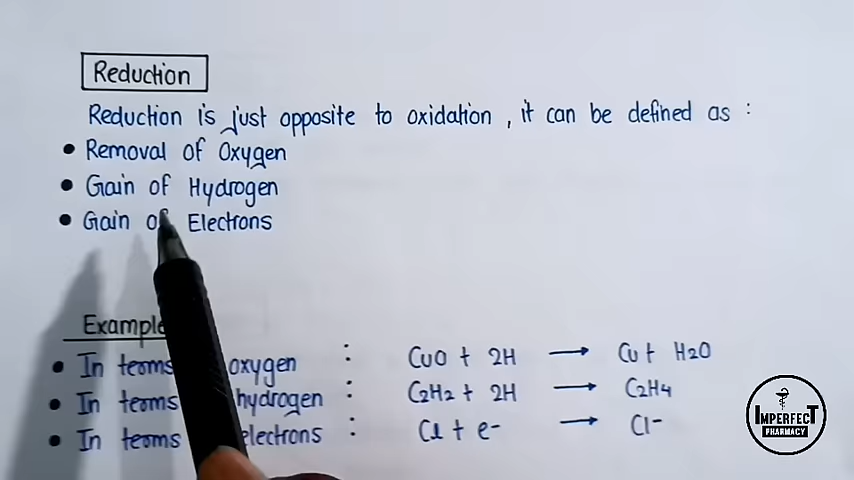 Reduction
Reduction is just opposite to oxidation, it can be defined as :
• Removal of Oxygen
• Gain of Hydrogen
• Gain of Electrons
Example
• In terms oxygen : CuO + 2H → Cu + H2O
• In terms hydrogen : C2H2 + 2H → C2H4
• In terms electrons : Cl + e- → Cl-
IMPERFECT
PHARMACY